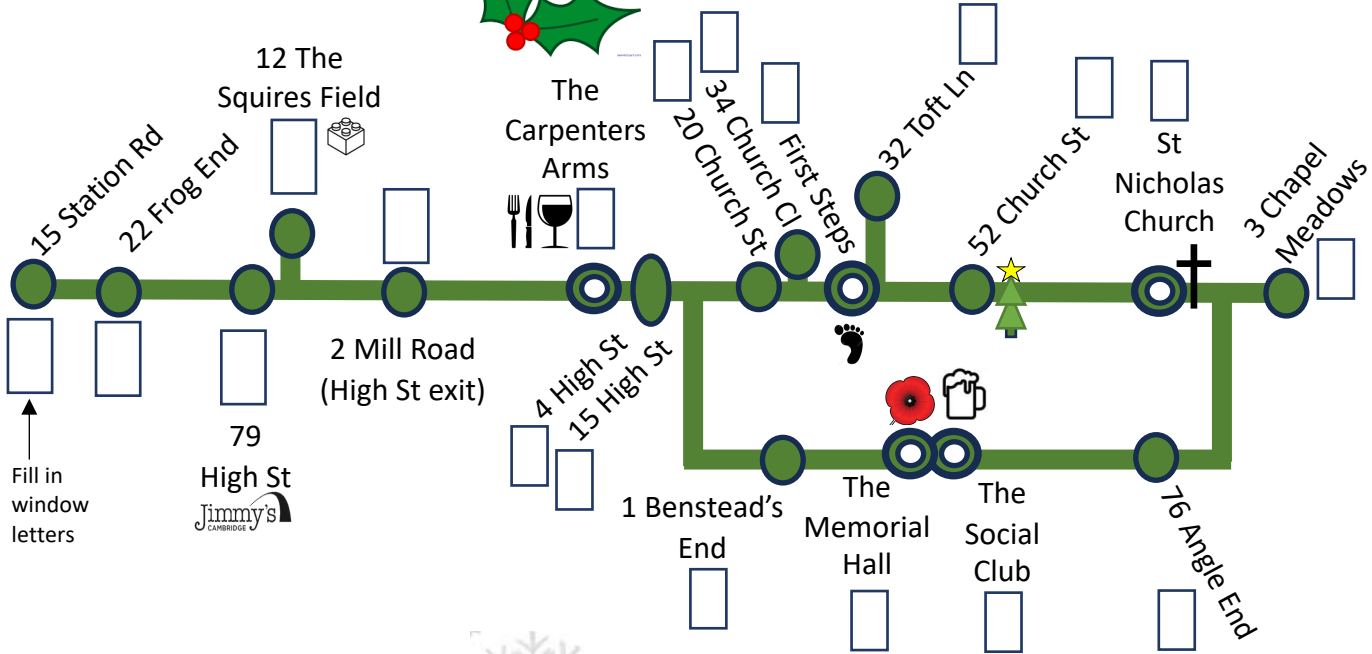 12 The
Squires Field
The
Carpenters
Arms
15 Station Rd
22 Frog End
20 Church St
34 Church Cl
First Steps
32 Toft Ln
52 Church St
St
Nicholas
Church
3 Chapel
Meadows
2 Mill Road
(High St exit)
4 High St
15 High St
79
High St
Jimmy's
CAMBRIDGE
Fill in
window
letters
1 Benstead's
End
The
Memorial
Hall
The
Social
Club
76 Angle End